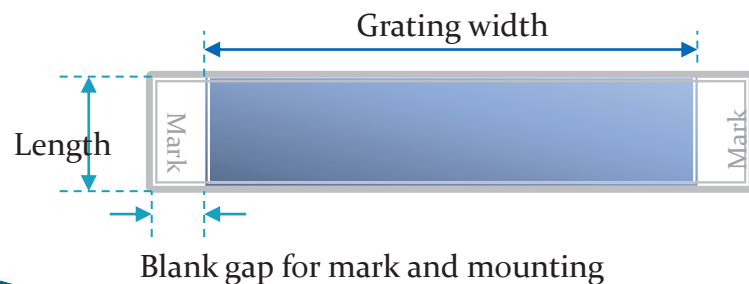 Grating width
Length
Mark
Mark
Blank gap for mark and mounting